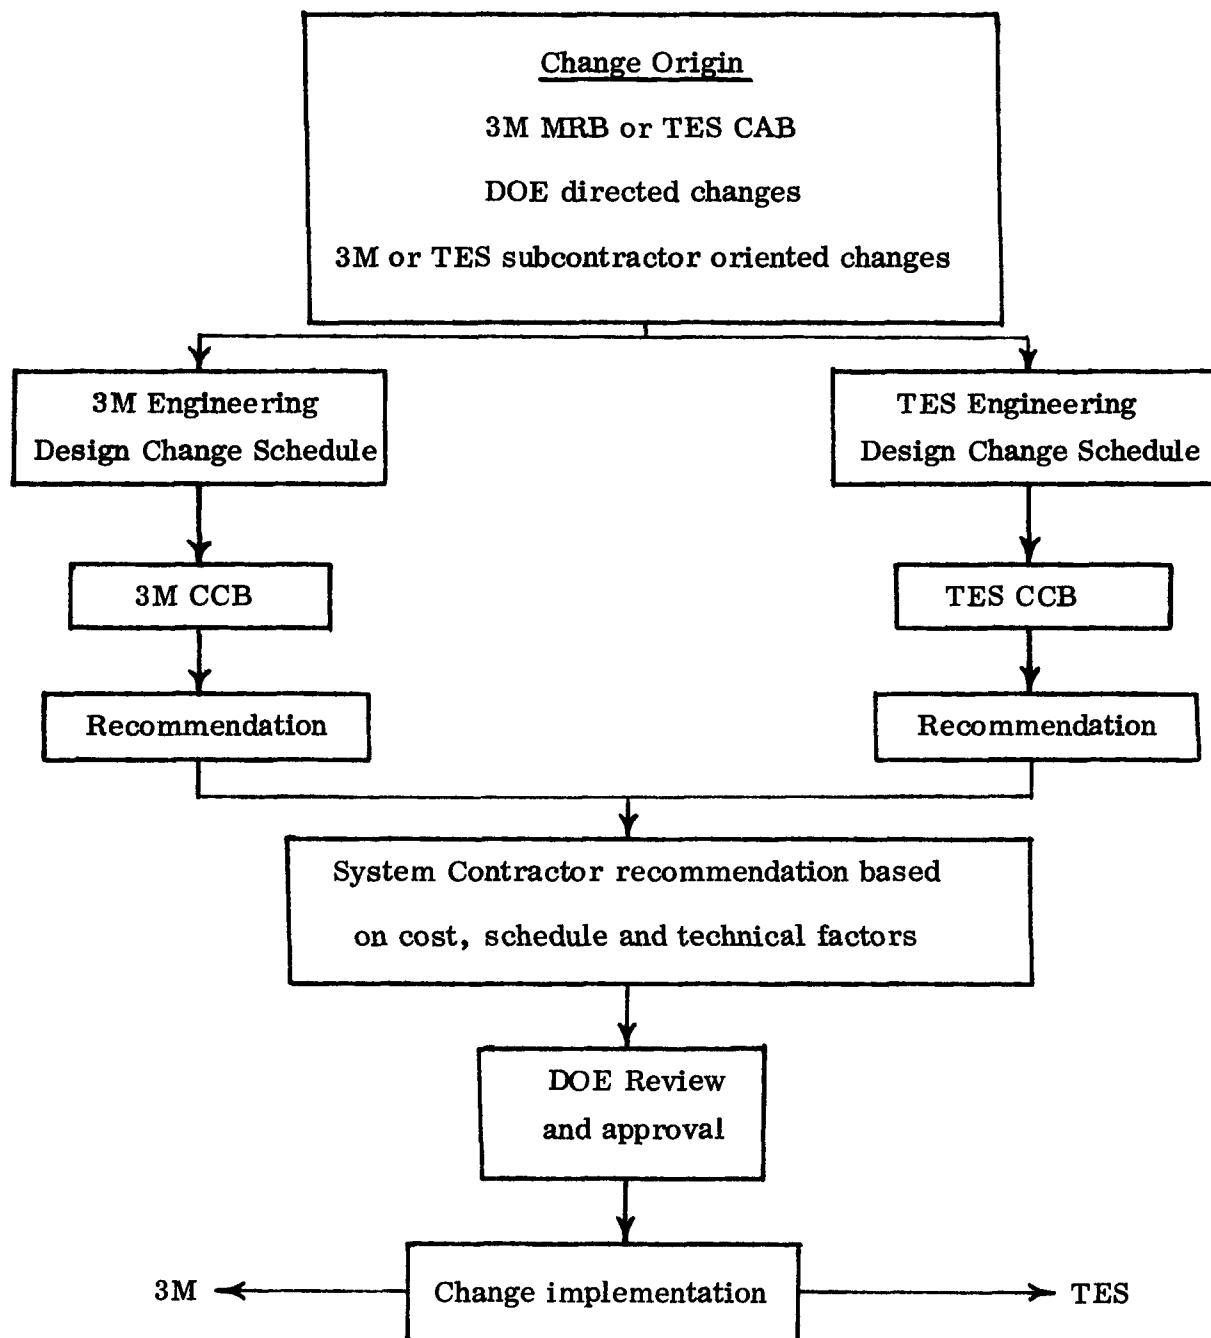 Change Origin
3M MRB or TES CAB
DOE directed changes
3M or TES subcontractor oriented changes
3M Engineering
Design Change Schedule
TES Engineering
Design Change Schedule
3M CCB
TES CCB
Recommendation
Recommendation
System Contractor recommendation based
on cost, schedule and technical factors
DOE Review
and approval
3M
Change implementation
TES